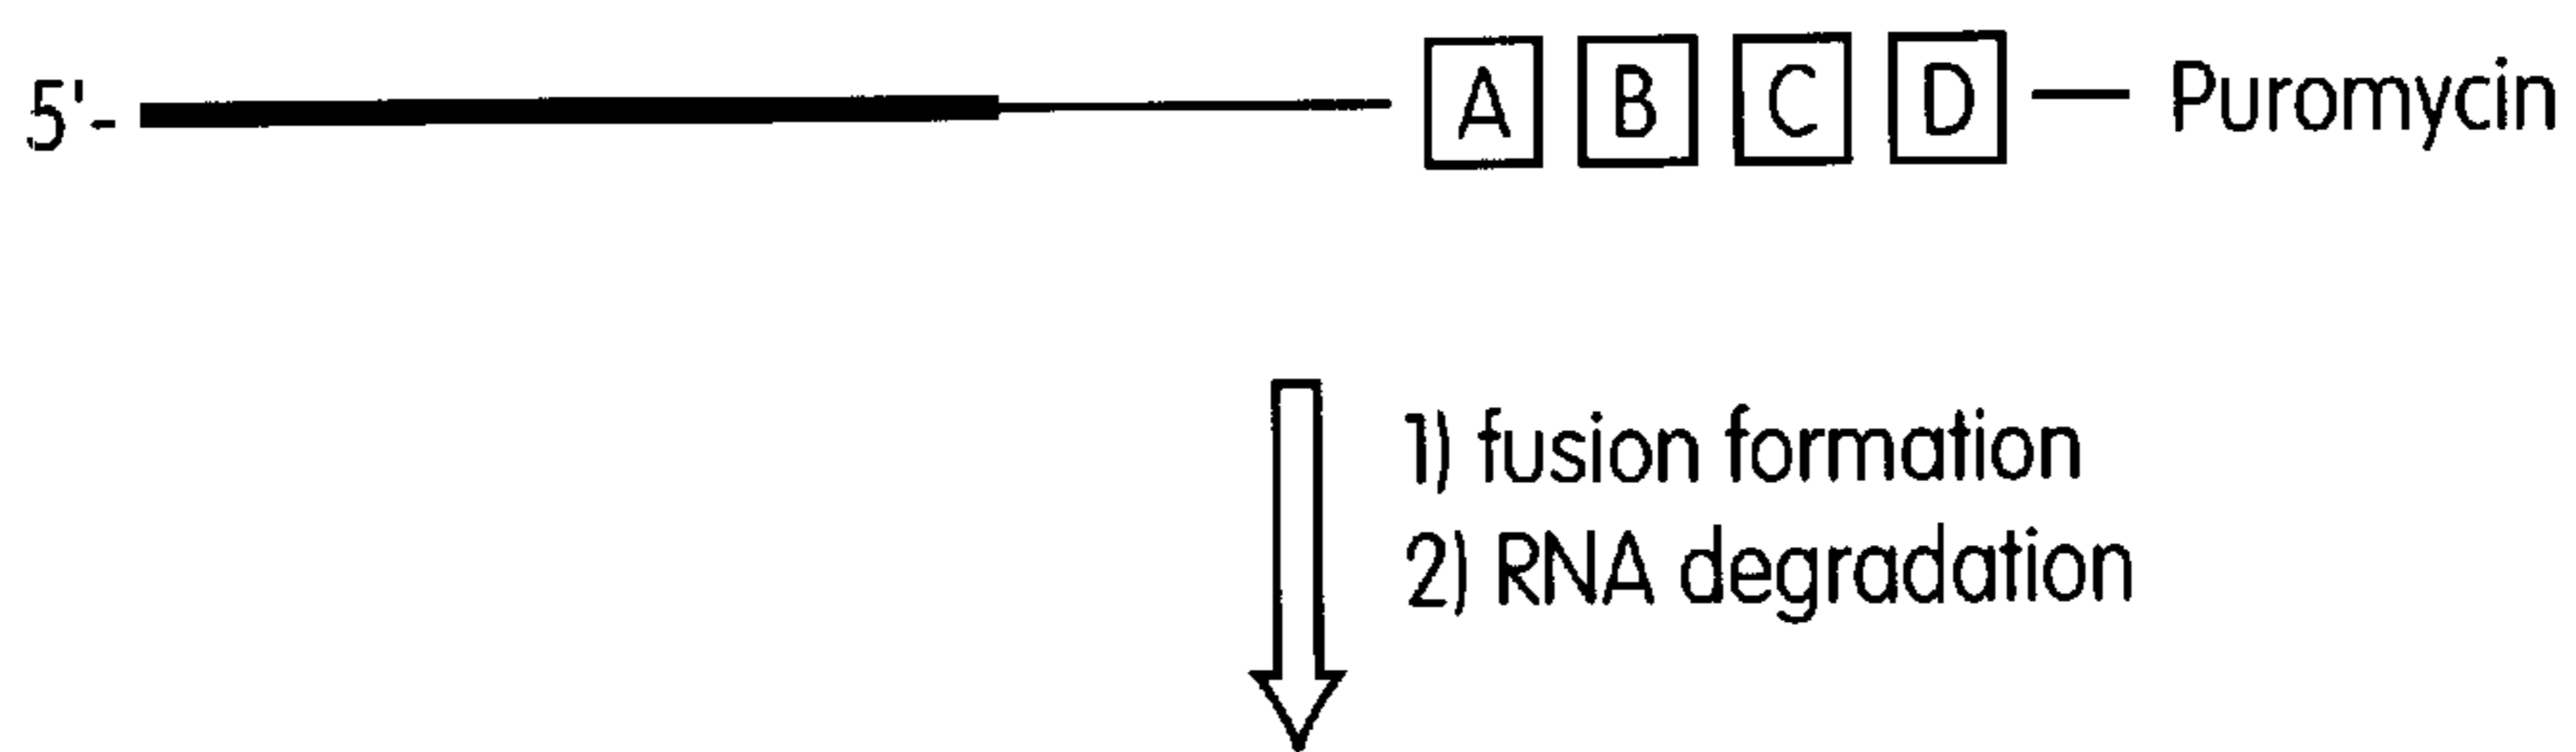 5'- A B C D — Puromycin
1) fusion formation
2) RNA degradation